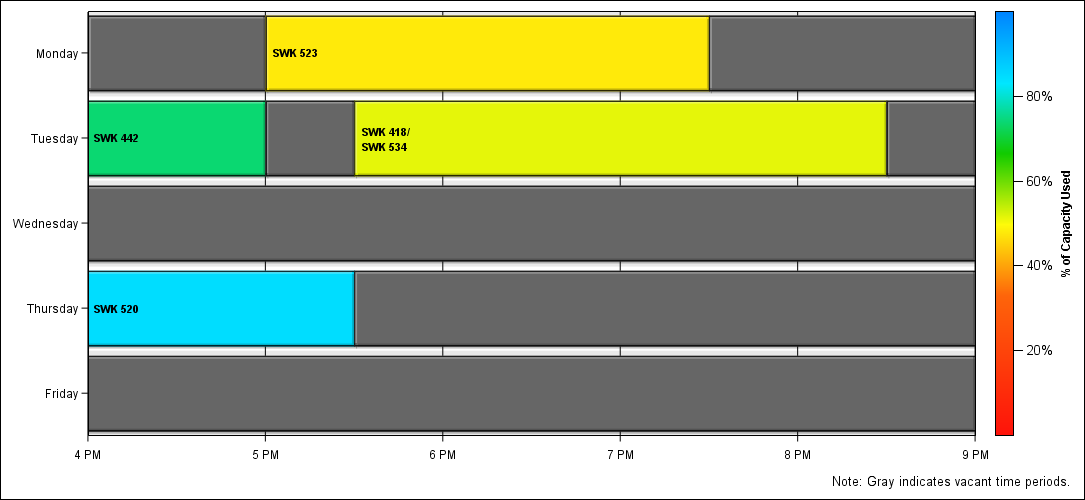 Monday
SWK 523
Tuesday
SWK 442
SWK 418/
SWK 534
Wednesday
Thursday
SWK 520
Friday
4 PM
5 PM
6 PM
7 PM
8 PM
9 PM
80%
60%
40%
20%
% of Capacity Used
Note: Gray indicates vacant time periods.